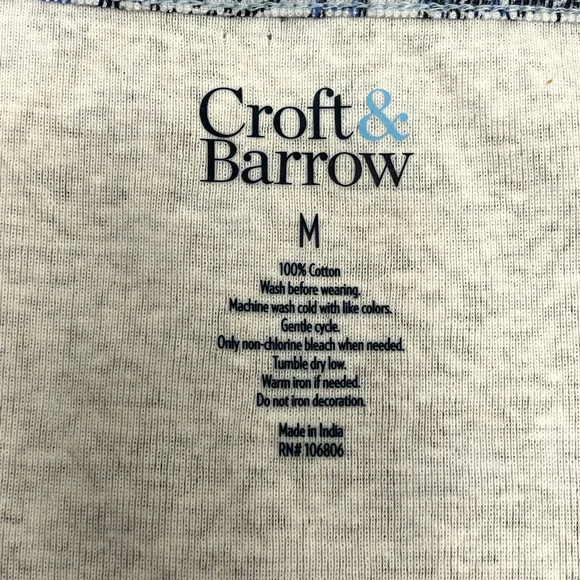 Croft&
Barrow
M
100% Cotton
Wash before wearing.
Machine wash cold with like colors.
Gentle cycle.
Only non-chlorine bleach when needed.
Tumble dry low.
Warm iron if needed.
Do not iron decoration.
Made in India
RN# 106806